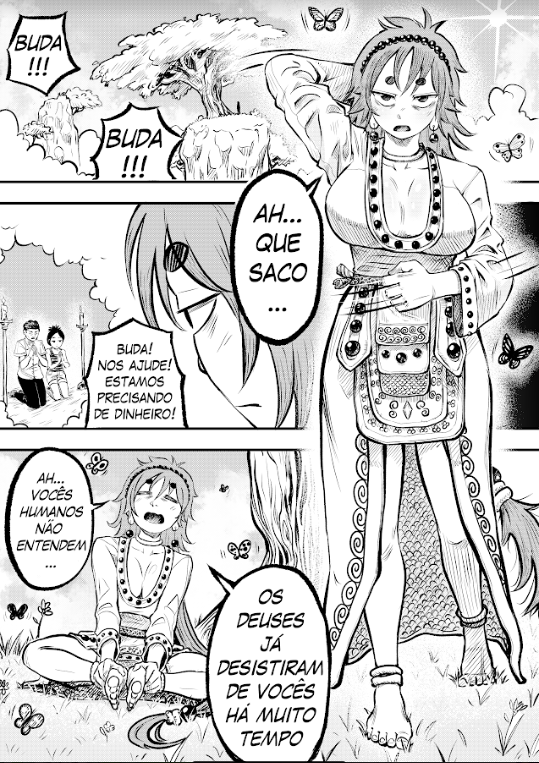 BUDA
!!!
BUDA
!!!
AH...
QUE
SACO
...
BUDA!
NOS AJUDE!
ESTAMOS
PRECISANDO
DE DINHEIRO!
AH...
VOCÊS
HUMANOS
NÃO
ENTENDEM
...
OS
DEUSES
JÁ
DESISTIRAM
DE VOCÊS
HÁ MUITO
TEMPO